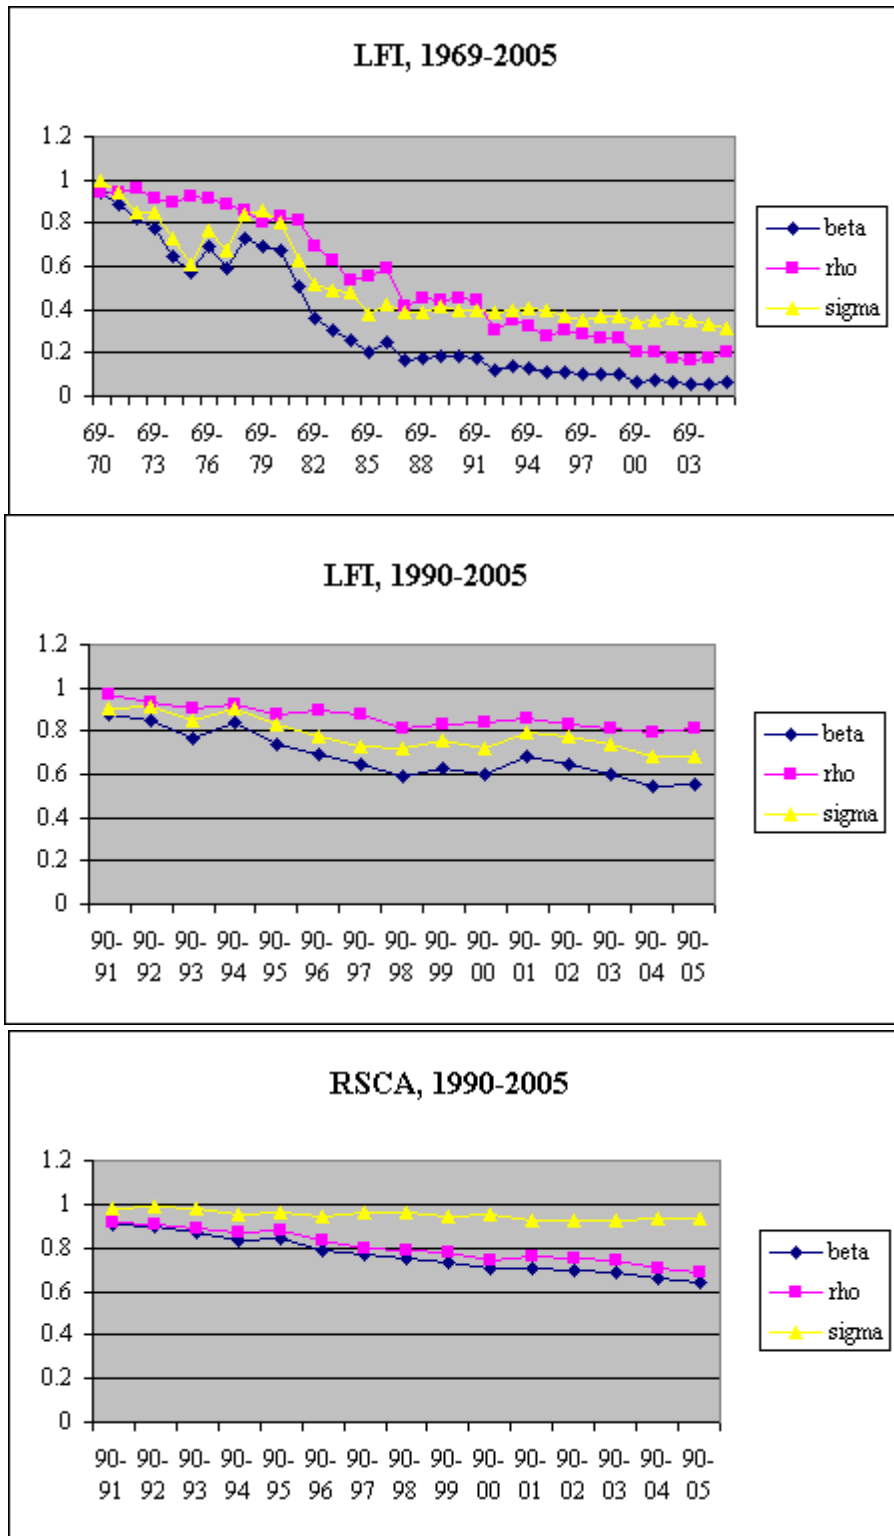 LFI, 1969-2005
1.2
1
0.8
0.6
0.4
0.2
0
69- 69- 69- 69- 69- 69- 69- 69- 69- 69- 69- 69-
70 73 76 79 82 85 88 91 94 97 00 03
beta
rho
sigma
LFI, 1990-2005
1.2
1
0.8
0.6
0.4
0.2
0
90- 90- 90- 90- 90- 90- 90- 90- 90- 90- 90- 90- 90- 90- 90-
91 92 93 94 95 96 97 98 99 00 01 02 03 04 05
beta
rho
sigma
RSCA, 1990-2005
1.2
1
0.8
0.6
0.4
0.2
0
90- 90- 90- 90- 90- 90- 90- 90- 90- 90- 90- 90- 90- 90- 90-
91 92 93 94 95 96 97 98 99 00 01 02 03 04 05
beta
rho
sigma